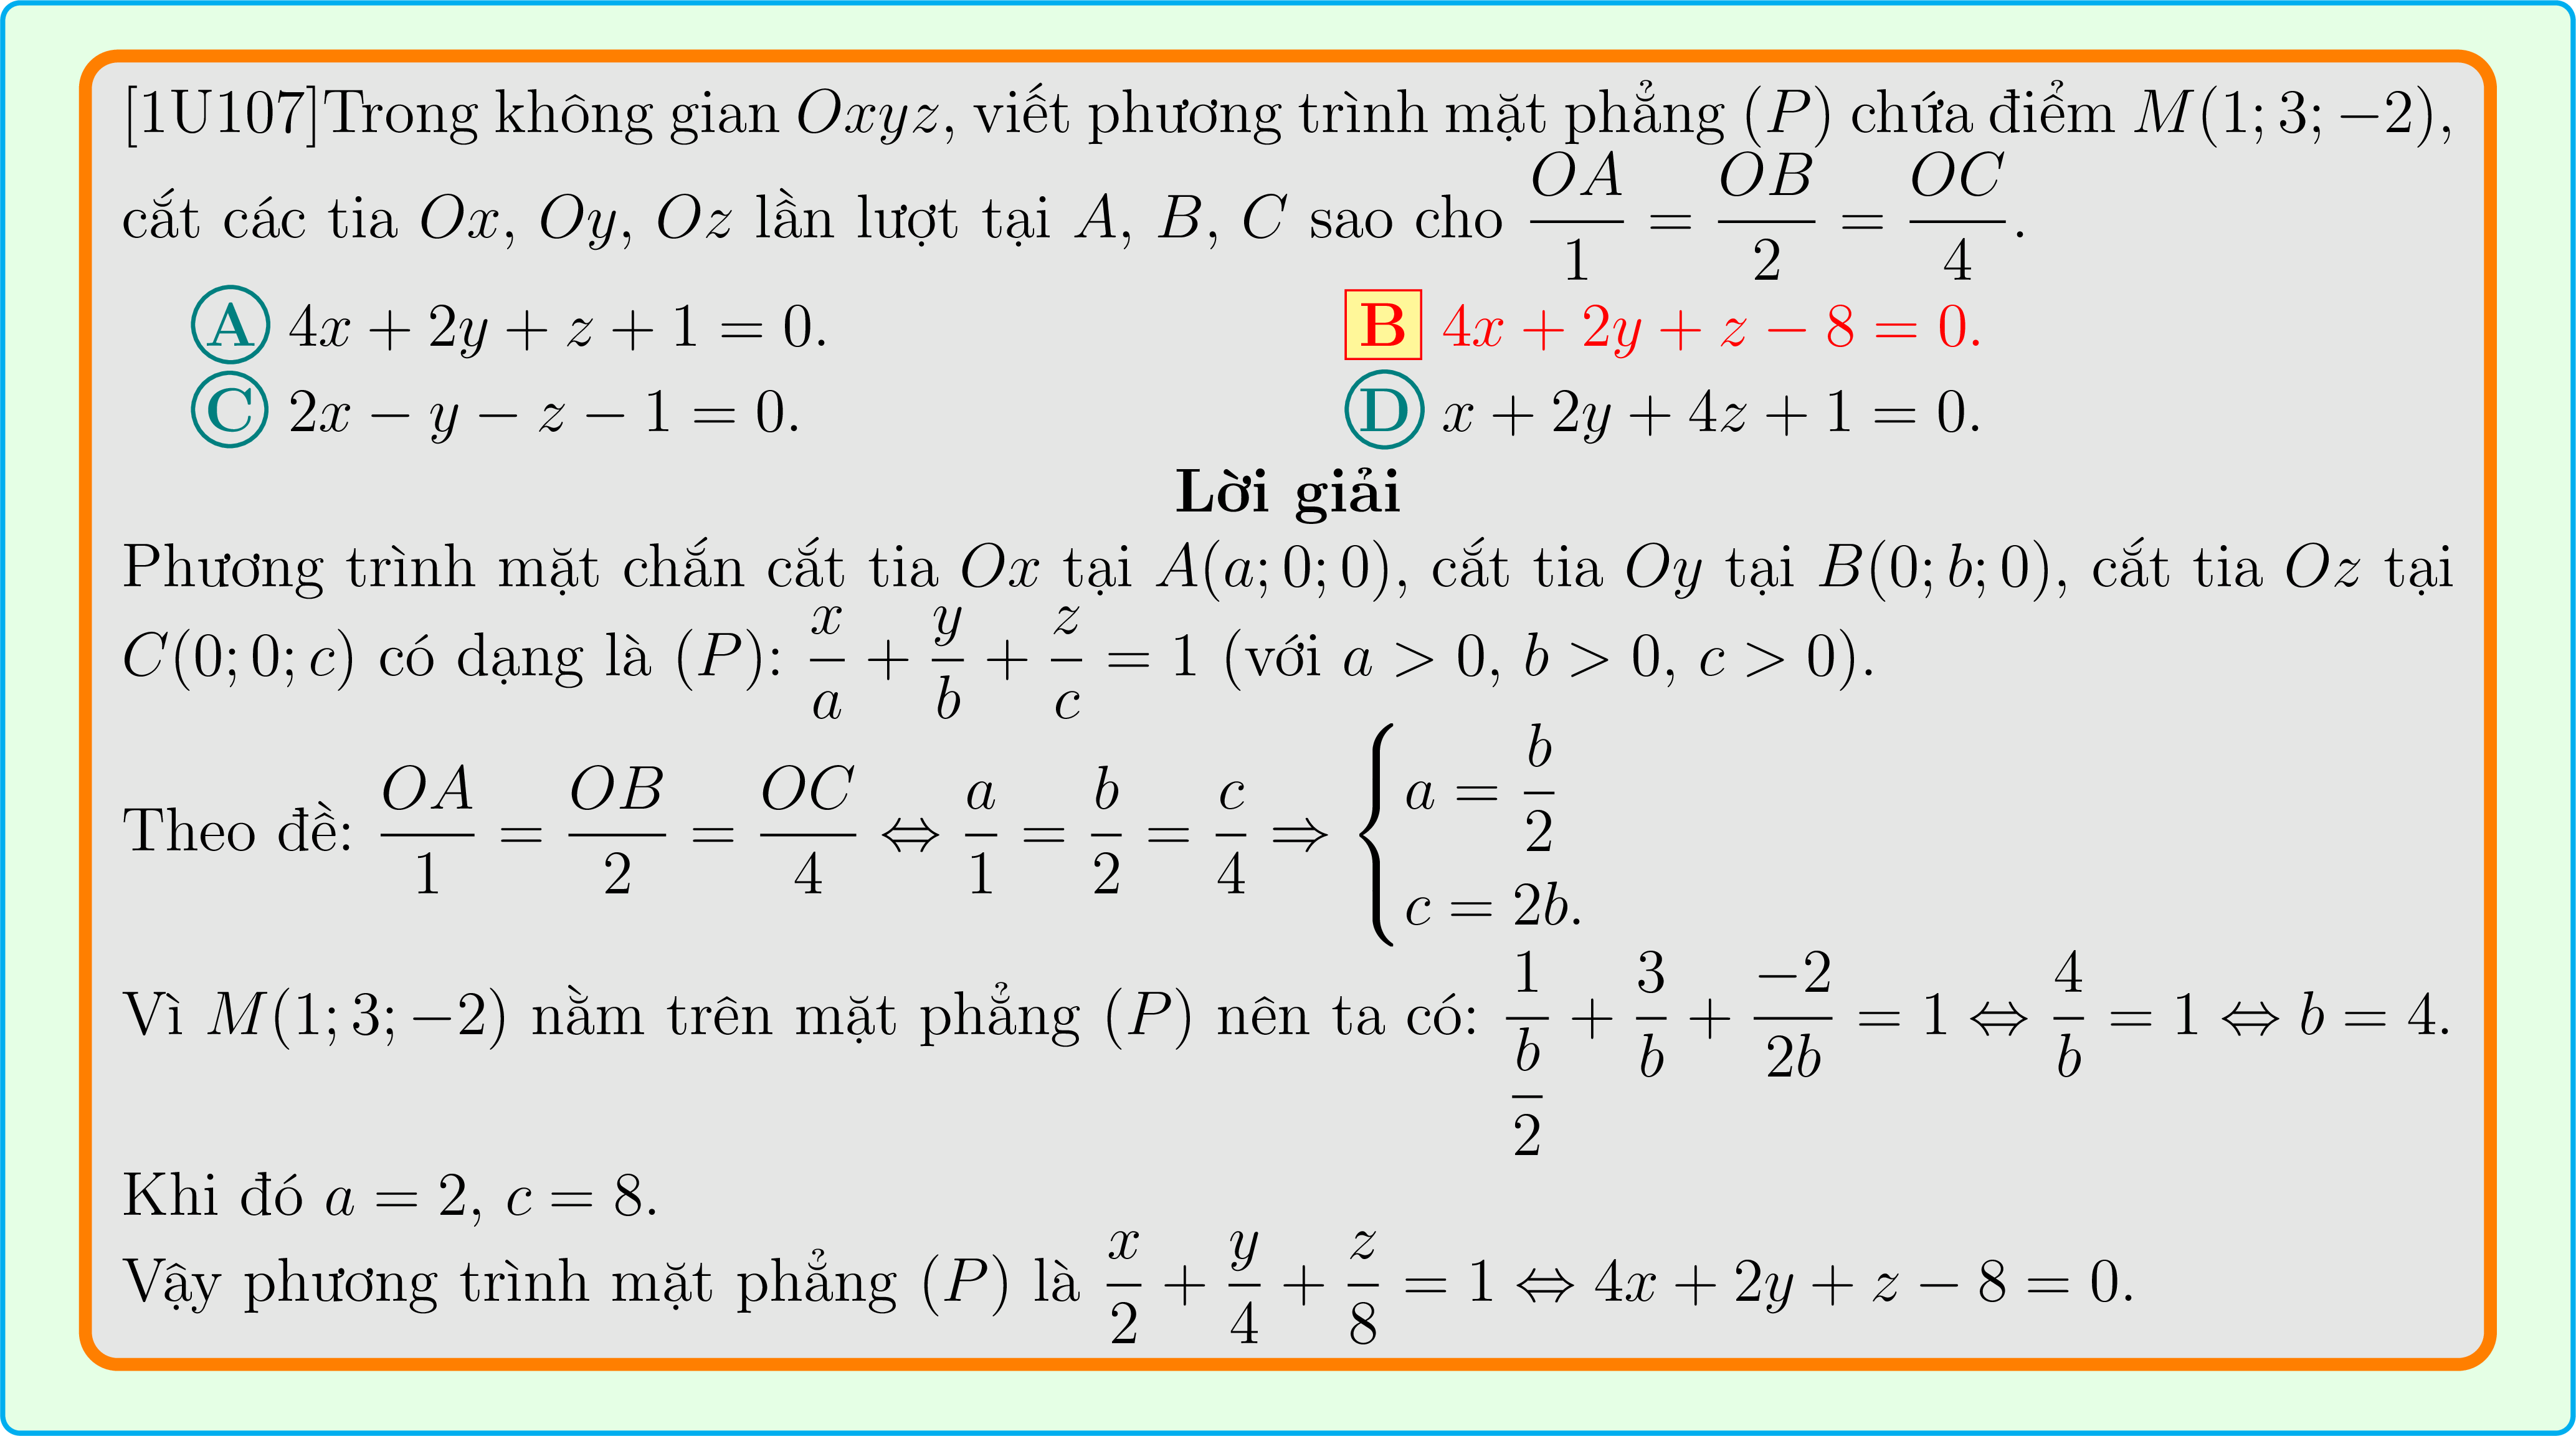 [1U107]Trong không gian Oxyz, viết phương trình mặt phẳng (P) chứa điểm M(1; 3; −2),
cắt các tia Ox, Oy, Oz lần lượt tại A, B, C sao cho \frac{OA}{1} = \frac{OB}{2} = \frac{OC}{4}.
A 4x + 2y + z + 1 = 0.
B 4x + 2y + z − 8 = 0.
C 2x − y − z − 1 = 0.
D x + 2y + 4z + 1 = 0.
Lời giải
Phương trình mặt chắn cắt tia Ox tại A(a; 0; 0), cắt tia Oy tại B(0; b; 0), cắt tia Oz tại
C(0; 0; c) có dạng là (P): \frac{x}{a} + \frac{y}{b} + \frac{z}{c} = 1 (với a > 0, b > 0, c > 0).
Theo đề: \frac{OA}{1} = \frac{OB}{2} = \frac{OC}{4} ⇔ \frac{a}{1} = \frac{b}{2} = \frac{c}{4} ⇒ \begin{cases} a = \frac{b}{2} \\ c = 2b. \end{cases}
Vì M(1; 3; −2) nằm trên mặt phẳng (P) nên ta có: \frac{1}{\frac{b}{2}} + \frac{3}{b} + \frac{−2}{2b} = 1 ⇔ \frac{4}{b} = 1 ⇔ b = 4.
Khi đó a = 2, c = 8.
Vậy phương trình mặt phẳng (P) là \frac{x}{2} + \frac{y}{4} + \frac{z}{8} = 1 ⇔ 4x + 2y + z − 8 = 0.